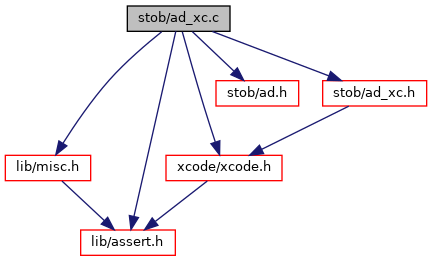 stob/ad_xc.c
stob/ad.h
stob/ad_xc.h
lib/misc.h
xcode/xcode.h
lib/assert.h